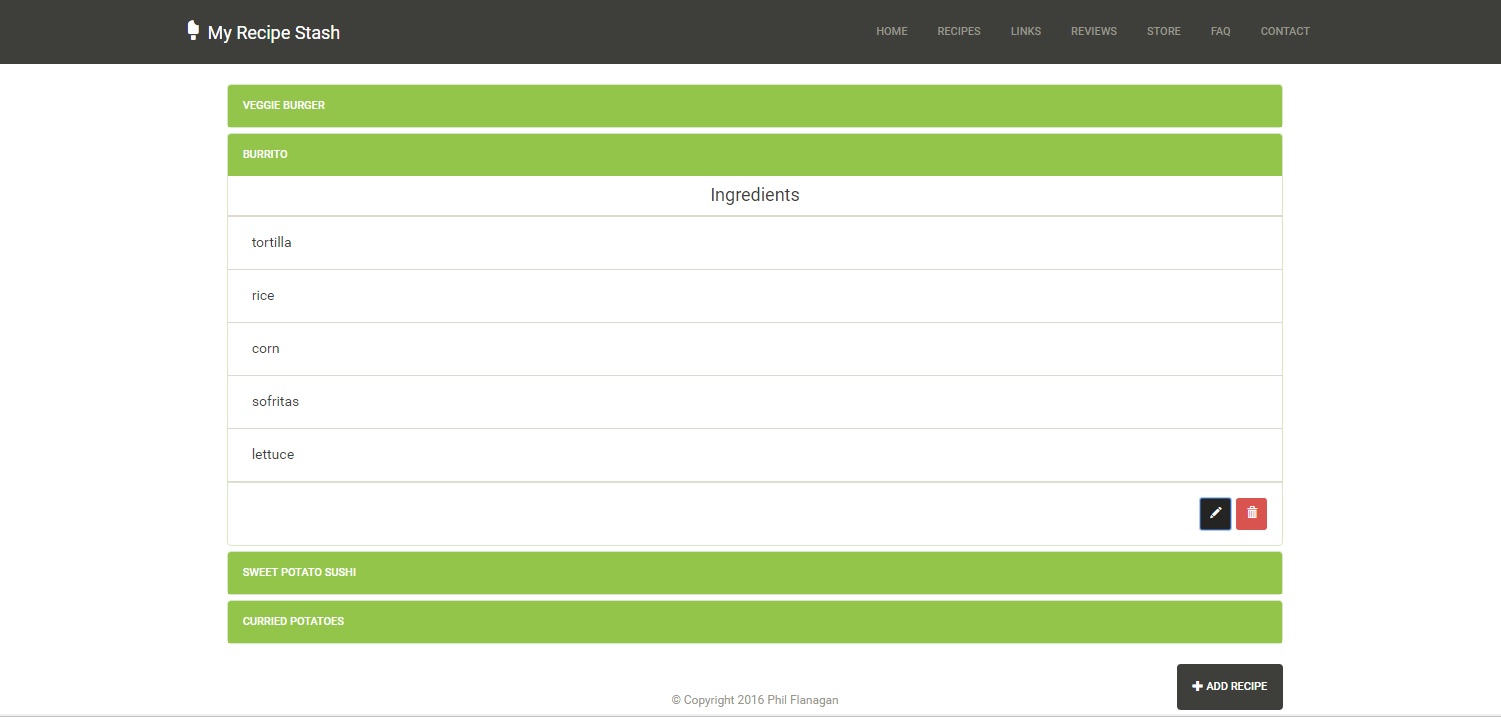 My Recipe Stash HOME RECIPES LINKS REVIEWS STORE FAQ CONTACT
VEGGIE BURGER
BURRITO
Ingredients
tortilla
rice
corn
sofritas
lettuce
SWEET POTATO SUSHI
CURRIED POTATOES
ADD RECIPE
© Copyright 2016 Phil Flanagan